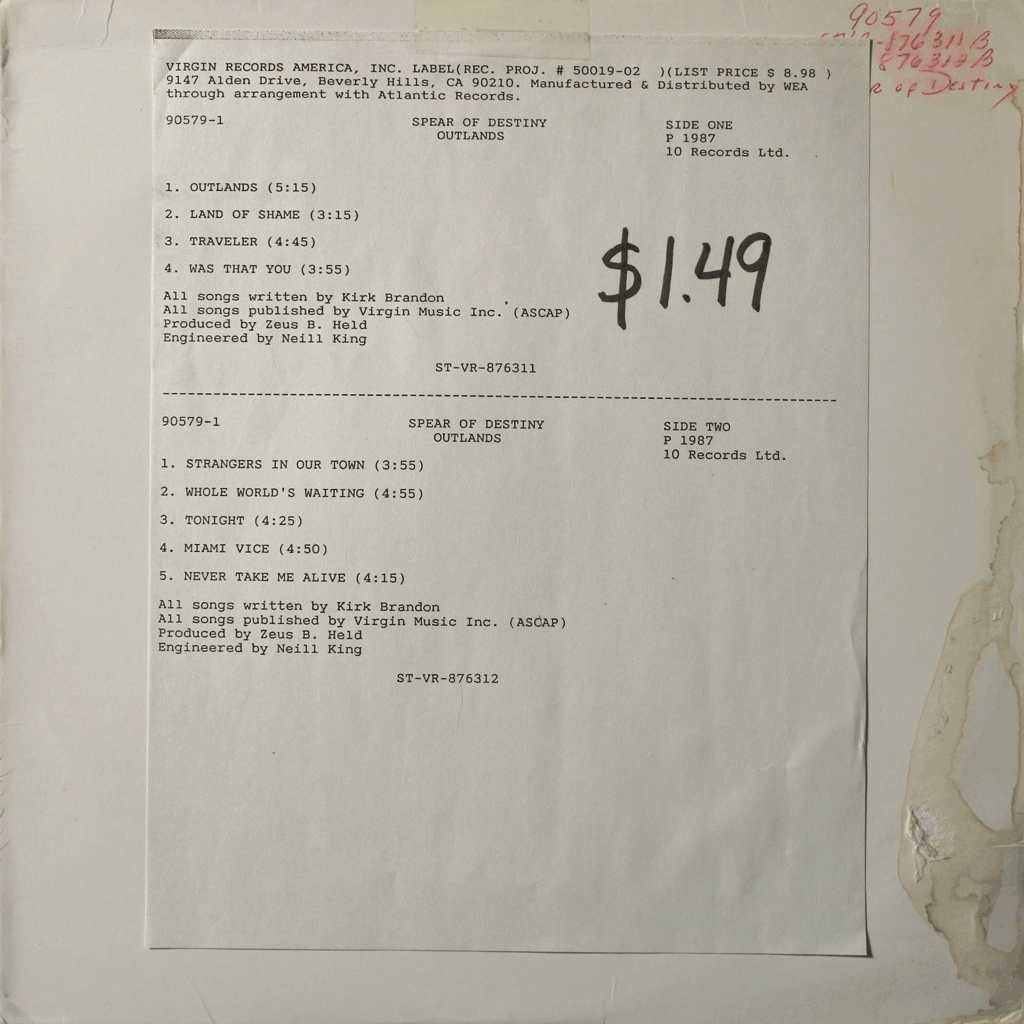 90579
-876311 B
876312 B
R of Destiny
VIRGIN RECORDS AMERICA, INC. LABEL(REC. PROJ. # 50019-02 )(LIST PRICE $ 8.98 )
9147 Alden Drive, Beverly Hills, CA 90210. Manufactured & Distributed by WEA
through arrangement with Atlantic Records.
90579-1 SPEAR OF DESTINY SIDE ONE
OUTLANDS P 1987
10 Records Ltd.
1. OUTLANDS (5:15)
2. LAND OF SHAME (3:15)
3. TRAVELER (4:45)
4. WAS THAT YOU (3:55)
$1.49
All songs written by Kirk Brandon
All songs published by Virgin Music Inc. (ASCAP)
Produced by Zeus B. Held
Engineered by Neill King
ST-VR-876311
90579-1 SPEAR OF DESTINY SIDE TWO
OUTLANDS P 1987
10 Records Ltd.
1. STRANGERS IN OUR TOWN (3:55)
2. WHOLE WORLD'S WAITING (4:55)
3. TONIGHT (4:25)
4. MIAMI VICE (4:50)
5. NEVER TAKE ME ALIVE (4:15)
All songs written by Kirk Brandon
All songs published by Virgin Music Inc. (ASCAP)
Produced by Zeus B. Held
Engineered by Neill King
ST-VR-876312